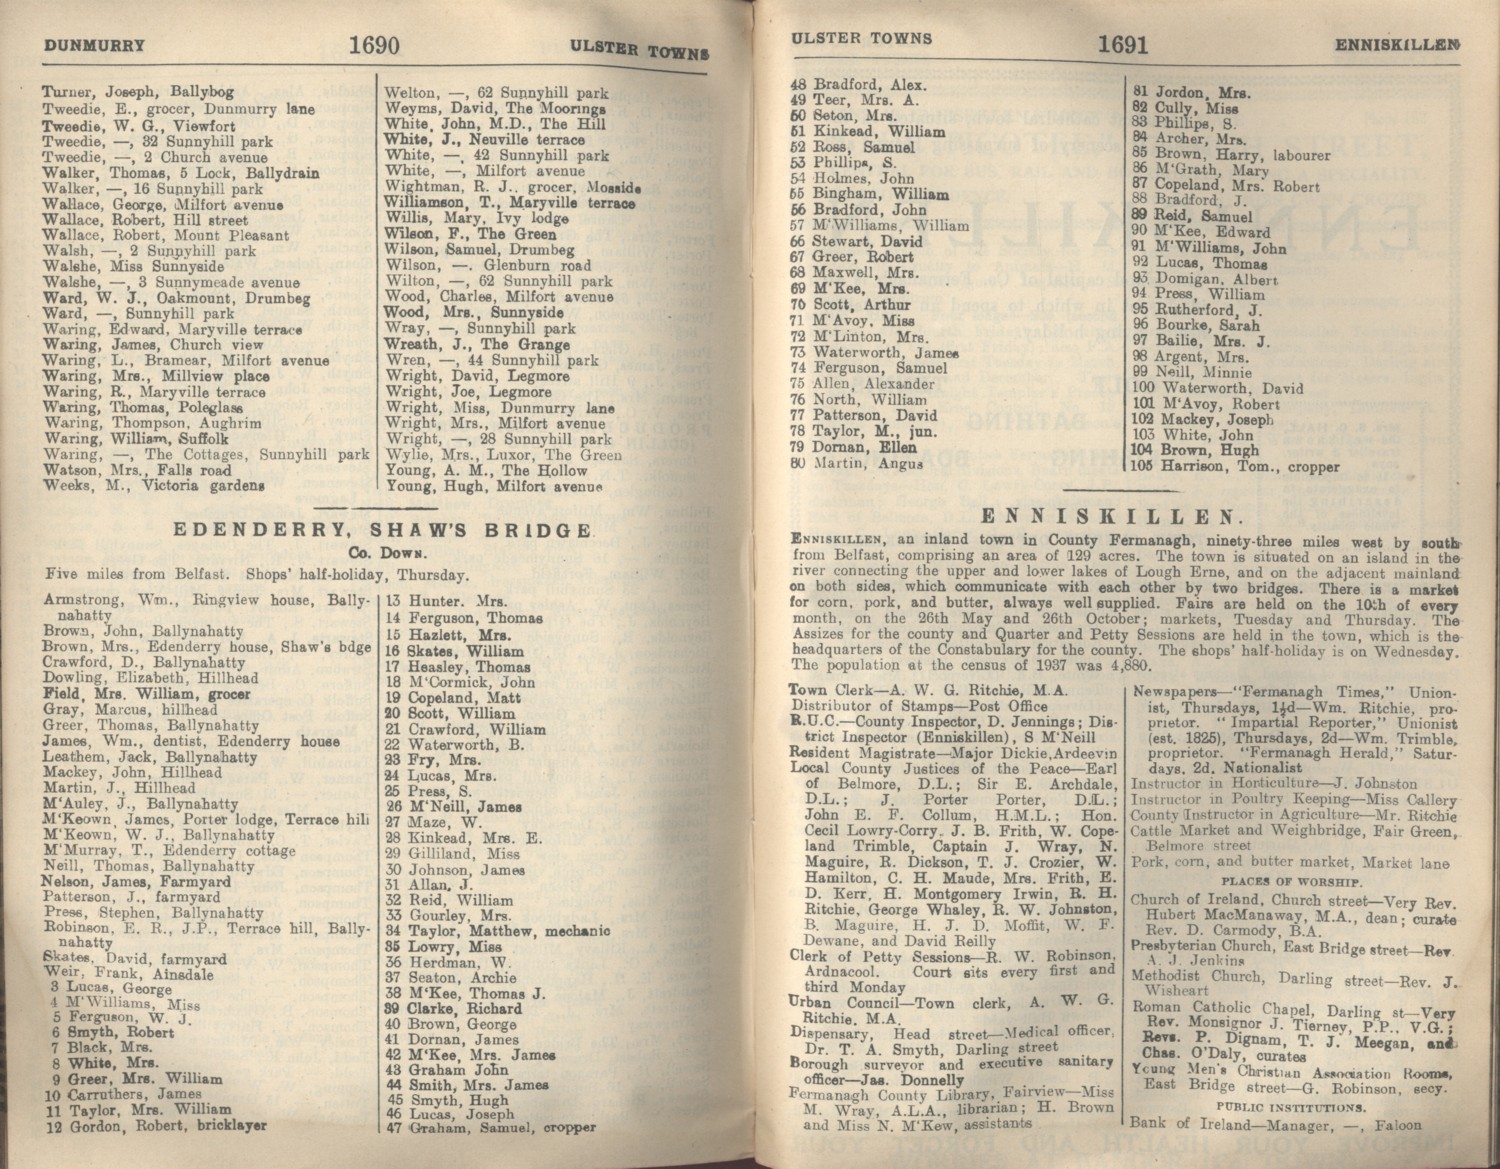 DUNMURRY 1690 ULSTER TOWNS
Turner, Joseph, Ballybog
Tweedie, E., grocer, Dunmurry lane
Tweedie, W. G., Viewfort
Tweedie, —, 32 Sunnyhill park
Tweedie, —, 2 Church avenue
Walker, Thomas, 5 Lock, Ballydrain
Walker, —, 16 Sunnyhill park
Wallace, George, Milfort avenue
Wallace, Robert, Hill street
Wallace, Robert, Mount Pleasant
Walsh, —, 2 Sunnyhill park
Walshe, Miss Sunnyside
Walshe, —, 3 Sunnymeade avenue
Ward, W. J., Oakmount, Drumbeg
Ward, —, Sunnyhill park
Waring, Edward, Maryville terrace
Waring, James, Church view
Waring, L., Bramear, Milfort avenue
Waring, Mrs., Millview place
Waring, R., Maryville terrace
Waring, Thomas, Poleglass
Waring, Thompson, Aughrim
Waring, William, Suffolk
Waring, —, The Cottages, Sunnyhill park
Watson, Mrs., Falls road
Weeks, M., Victoria gardens
Welton, —, 62 Sunnyhill park
Weyms, David, The Moorings
White, John, M.D., The Hill
White, J., Neuville terrace
White, —, 42 Sunnyhill park
White, —, Milfort avenue
Wightman, R. J., grocer, Mosside
Williamson, T., Maryville terrace
Willis, Mary, Ivy lodge
Wilson, F., The Green
Wilson, Samuel, Drumbeg
Wilson, —. Glenburn road
Wilton, —, 62 Sunnyhill park
Wood, Charles, Milfort avenue
Wood, Mrs., Sunnyside
Wray, —, Sunnyhill park
Wreath, J., The Grange
Wren, —, 44 Sunnyhill park
Wright, David, Legmore
Wright, Joe, Legmore
Wright, Miss, Dunmurry lane
Wright, Mrs., Milfort avenue
Wright, —, 28 Sunnyhill park
Wylie, Mrs., Luxor, The Green
Young, A. M., The Hollow
Young, Hugh, Milfort avenue
EDENDERRY, SHAW'S BRIDGE
Co. Down.
Five miles from Belfast. Shops' half-holiday, Thursday.
Armstrong, Wm., Ringview house, Bally-
nahatty
Brown, John, Ballynahatty
Brown, Mrs., Edenderry house, Shaw's bdge
Crawford, D., Ballynahatty
Dowling, Elizabeth, Hillhead
Field, Mrs. William, grocer
Gray, Marcus, hillhead
Greer, Thomas, Ballynahatty
James, Wm., dentist, Edenderry house
Leathem, Jack, Ballynahatty
Mackey, John, Hillhead
Martin, J., Hillhead
M'Auley, J., Ballynahatty
M'Keown, James, Porter lodge, Terrace hill
M'Keown, W. J., Ballynahatty
M'Murray, T., Edenderry cottage
Neill, Thomas, Ballynahatty
Nelson, James, Farmyard
Patterson, J., farmyard
Press, Stephen, Ballynahatty
Robinson, E. R., J.P., Terrace hill, Bally-
nahatty
Skates, David, farmyard
Weir, Frank, Ainsdale
3 Lucas, George
4 M'Williams, Miss
5 Ferguson, W. J.
6 Smyth, Robert
7 Black, Mrs.
8 White, Mrs.
9 Greer, Mrs. William
10 Carruthers, James
11 Taylor, Mrs. William
12 Gordon, Robert, bricklayer
13 Hunter. Mrs.
14 Ferguson, Thomas
15 Hazlett, Mrs.
16 Skates, William
17 Heasley, Thomas
18 M'Cormick, John
19 Copeland, Matt
20 Scott, William
21 Crawford, William
22 Waterworth, B.
23 Fry, Mrs.
24 Lucas, Mrs.
25 Press, S.
26 M'Neill, James
27 Maze, W.
28 Kinkead, Mrs. E.
29 Gilliland, Miss
30 Johnson, James
31 Allan, J.
32 Reid, William
33 Gourley, Mrs.
34 Taylor, Matthew, mechanic
35 Lowry, Miss
36 Herdman, W.
37 Seaton, Archie
38 M'Kee, Thomas J.
39 Clarke, Richard
40 Brown, George
41 Dornan, James
42 M'Kee, Mrs. James
43 Graham John
44 Smith, Mrs. James
45 Smyth, Hugh
46 Lucas, Joseph
47 Graham, Samuel, cropper
ULSTER TOWNS 1691 ENNISKILLEN
48 Bradford, Alex.
49 Teer, Mrs. A.
50 Seton, Mrs.
51 Kinkead, William
52 Ross, Samuel
53 Phillips, S.
54 Holmes, John
55 Bingham, William
56 Bradford, John
57 M'Williams, William
66 Stewart, David
67 Greer, Robert
68 Maxwell, Mrs.
69 M'Kee, Mrs.
70 Scott, Arthur
71 M'Avoy, Miss
72 M'Linton, Mrs.
73 Waterworth, James
74 Ferguson, Samuel
75 Allen, Alexander
76 North, William
77 Patterson, David
78 Taylor, M., jun.
79 Dornan, Ellen
80 Martin, Angus
81 Jordon, Mrs.
82 Cully, Miss
83 Phillips, S.
84 Archer, Mrs.
85 Brown, Harry, labourer
86 M'Grath, Mary
87 Copeland, Mrs. Robert
88 Bradford, J.
89 Reid, Samuel
90 M'Kee, Edward
91 M'Williams, John
92 Lucas, Thomas
93 Domigan, Albert
94 Press, William
95 Rutherford, J.
96 Bourke, Sarah
97 Bailie, Mrs. J.
98 Argent, Mrs.
99 Neill, Minnie
100 Waterworth, David
101 M'Avoy, Robert
102 Mackey, Joseph
103 White, John
104 Brown, Hugh
105 Harrison, Tom., cropper
ENNISKILLEN.
ENNISKILLEN, an inland town in County Fermanagh, ninety-three miles west by south
from Belfast, comprising an area of 129 acres. The town is situated on an island in the
river connecting the upper and lower lakes of Lough Erne, and on the adjacent mainland
on both sides, which communicate with each other by two bridges. There is a market
for corn, pork, and butter, always well supplied. Fairs are held on the 10th of every
month, on the 26th May and 26th October; markets, Tuesday and Thursday. The
Assizes for the county and Quarter and Petty Sessions are held in the town, which is the
headquarters of the Constabulary for the county. The shops' half-holiday is on Wednesday.
The population at the census of 1937 was 4,880.
Town Clerk—A. W. G. Ritchie, M.A.
Distributor of Stamps—Post Office
R.U.C.—County Inspector, D. Jennings; Dis-
trict Inspector (Enniskillen), S M'Neill
Resident Magistrate—Major Dickie, Ardeevin
Local County Justices of the Peace—Earl
of Belmore, D.L.; Sir E. Archdale,
D.L.; J. Porter Porter, D.L.;
John E. F. Collum, H.M.L.; Hon.
Cecil Lowry-Corry, J. B. Frith, W. Cope-
land Trimble, Captain J. Wray, N.
Maguire, R. Dickson, T. J. Crozier, W.
Hamilton, C. H. Maude, Mrs. Frith, E.
D. Kerr, H. Montgomery Irwin, R. H.
Ritchie, George Whaley, R. W. Johnston,
B. Maguire, H. J. D. Moffit, W. F.
Dewane, and David Reilly
Clerk of Petty Sessions—R. W. Robinson,
Ardnacool. Court sits every first and
third Monday
Urban Council—Town clerk, A. W. G.
Ritchie. M.A.
Dispensary, Head street—Medical officer,
Dr. T. A. Smyth, Darling street
Borough surveyor and executive sanitary
officer—Jas. Donnelly
Fermanagh County Library, Fairview—Miss
M. Wray, A.L.A., librarian; H. Brown
and Miss N. M'Kew, assistants
Newspapers—"Fermanagh Times," Union-
ist, Thursdays, 1½d—Wm. Ritchie, pro-
prietor. "Impartial Reporter," Unionist
(est. 1825), Thursdays, 2d—Wm. Trimble,
proprietor. "Fermanagh Herald," Satur-
days. 2d. Nationalist
Instructor in Horticulture—J. Johnston
Instructor in Poultry Keeping—Miss Callery
County Instructor in Agriculture—Mr. Ritchie
Cattle Market and Weighbridge, Fair Green,
Belmore street
Pork, corn, and butter market, Market lane
PLACES OF WORSHIP.
Church of Ireland, Church street—Very Rev.
Hubert MacManaway, M.A., dean; curate
Rev. D. Carmody, B.A.
Presbyterian Church, East Bridge street—Rev.
A. J. Jenkins
Methodist Church, Darling street—Rev. J.
Wisheart
Roman Catholic Chapel, Darling st—Very
Rev. Monsignor J. Tierney, P.P., V.G.;
Revs. P. Dignam, T. J. Meegan, and
Chas. O'Daly, curates
Young Men's Christian Association Rooms,
East Bridge street—G. Robinson, secy.
PUBLIC INSTITUTIONS.
Bank of Ireland—Manager, —, Faloon